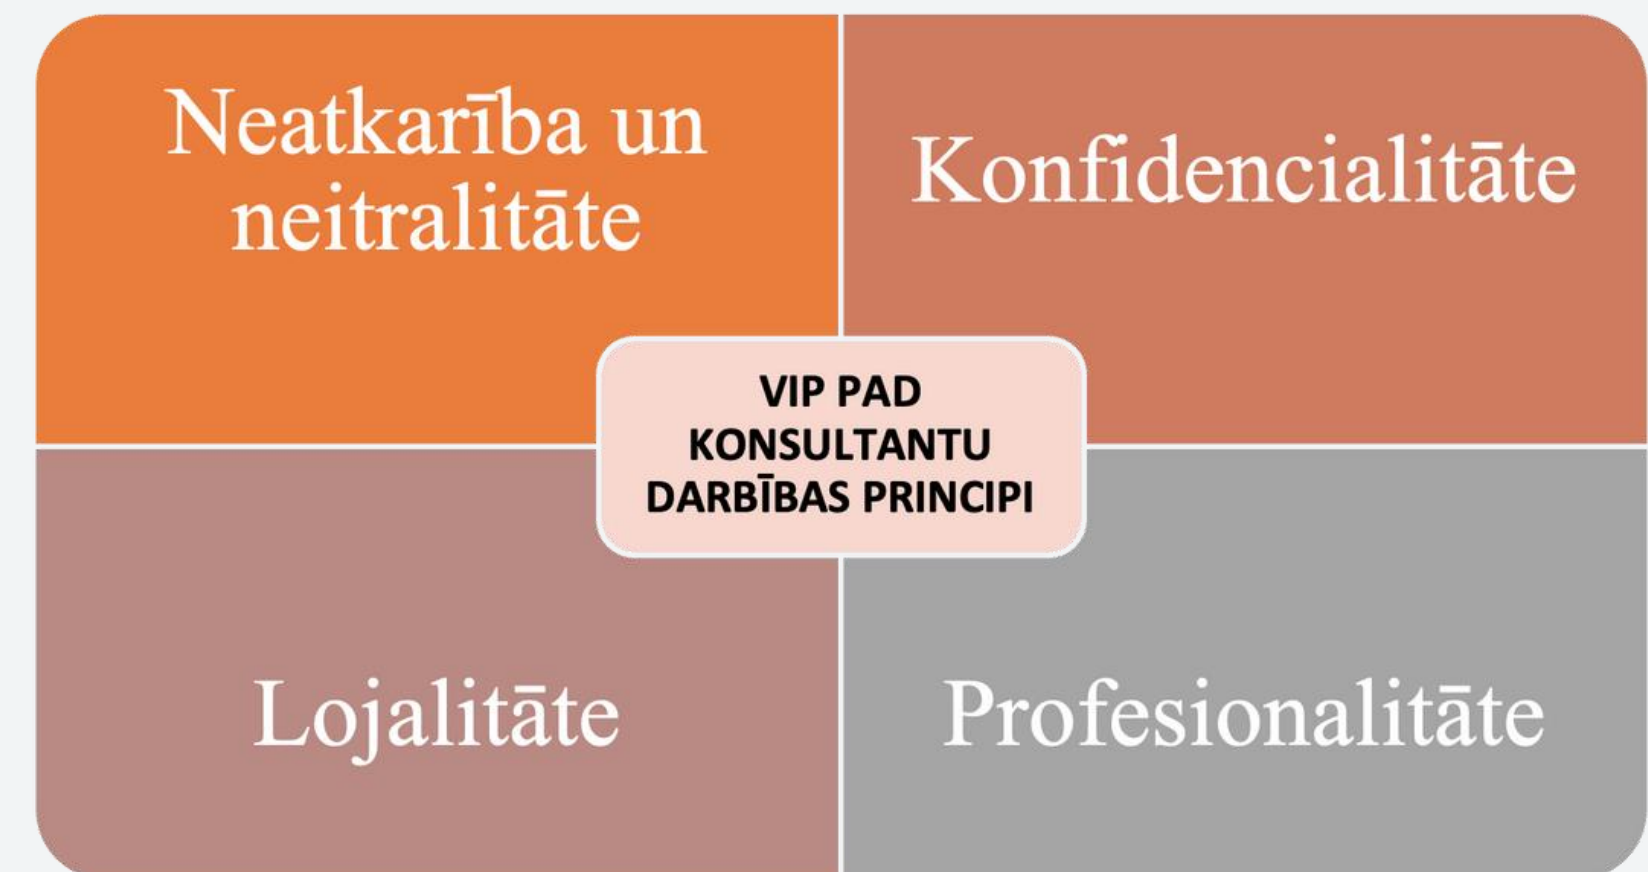 Neatkarība un
neitralitāte
Konfidencialitāte
VIP PAD
KONSULTANTU
DARBĪBAS PRINCIPI
Lojalitāte
Profesionalitāte